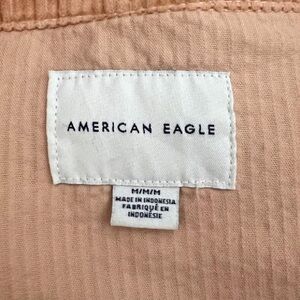 AMERICAN EAGLE
M/M/M
MADE IN INDONESIA
FABRIQUÉ EN
INDONÉSIE